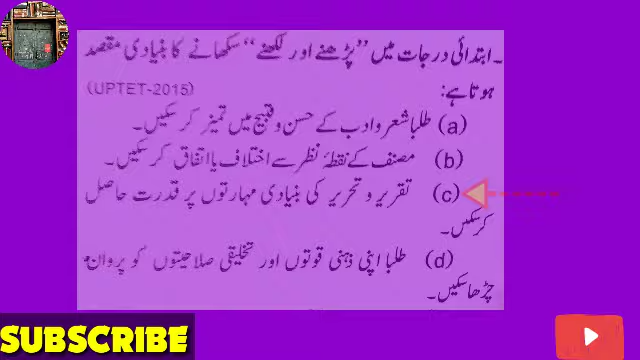 ۔ ابتدائی درجات میں ”پڑھنے اور لکھنے“ سکھانے کا بنیادی مقصد
ہوتا ہے: (UPTET-2015)
(a) طلبا شعر و ادب کے حسن و قبیح میں تمیز کر سکیں۔
(b) مصنف کے نقطۂ نظر سے اختلاف یا اتفاق کر سکیں۔
(c) تقریر و تحریر کی بنیادی مہارتوں پر قدرت حاصل
کر سکیں۔
(d) طلبا اپنی ذہنی قوتوں اور تخلیقی صلاحیتوں کو پروان
چڑھا سکیں۔
SUBSCRIBE